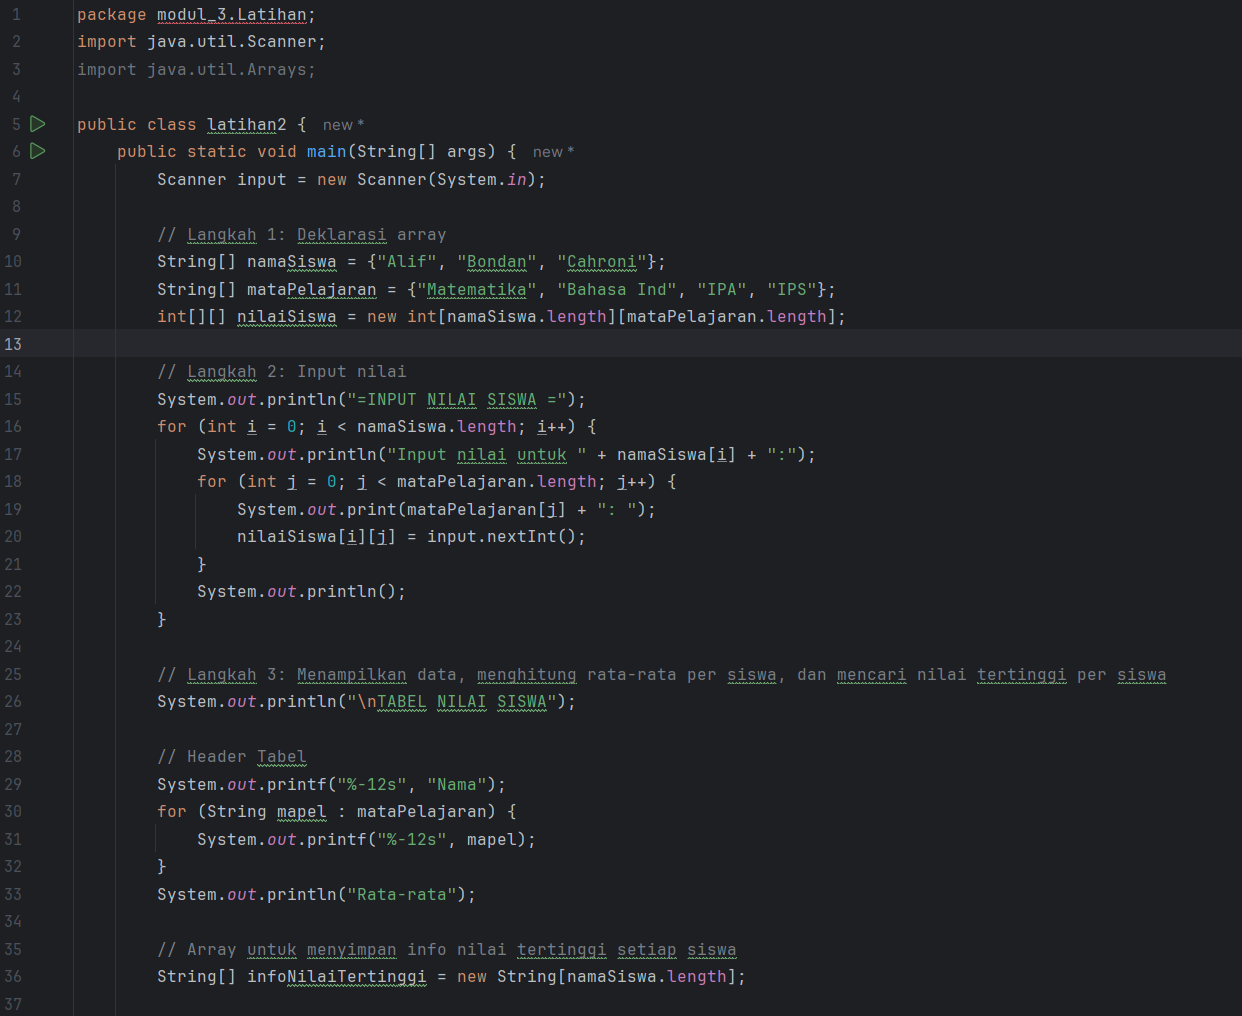 1 package modul_3.Latihan;
2 import java.util.Scanner;
3 import java.util.Arrays;
4
5 public class latihan2 { new *
6 public static void main(String[] args) { new *
7 Scanner input = new Scanner(System.in);
8
9 // Langkah 1: Deklarasi array
10 String[] namaSiswa = {"Alif", "Bondan", "Cahroni"};
11 String[] mataPelajaran = {"Matematika", "Bahasa Ind", "IPA", "IPS"};
12 int[][] nilaiSiswa = new int[namaSiswa.length][mataPelajaran.length];
13
14 // Langkah 2: Input nilai
15 System.out.println("=INPUT NILAI SISWA =");
16 for (int i = 0; i < namaSiswa.length; i++) {
17 System.out.println("Input nilai untuk " + namaSiswa[i] + ":");
18 for (int j = 0; j < mataPelajaran.length; j++) {
19 System.out.print(mataPelajaran[j] + ": ");
20 nilaiSiswa[i][j] = input.nextInt();
21 }
22 System.out.println();
23 }
24
25 // Langkah 3: Menampilkan data, menghitung rata-rata per siswa, dan mencari nilai tertinggi per siswa
26 System.out.println("\nTABEL NILAI SISWA");
27
28 // Header Tabel
29 System.out.printf("%-12s", "Nama");
30 for (String mapel : mataPelajaran) {
31 System.out.printf("%-12s", mapel);
32 }
33 System.out.println("Rata-rata");
34
35 // Array untuk menyimpan info nilai tertinggi setiap siswa
36 String[] infoNilaiTertinggi = new String[namaSiswa.length];
37